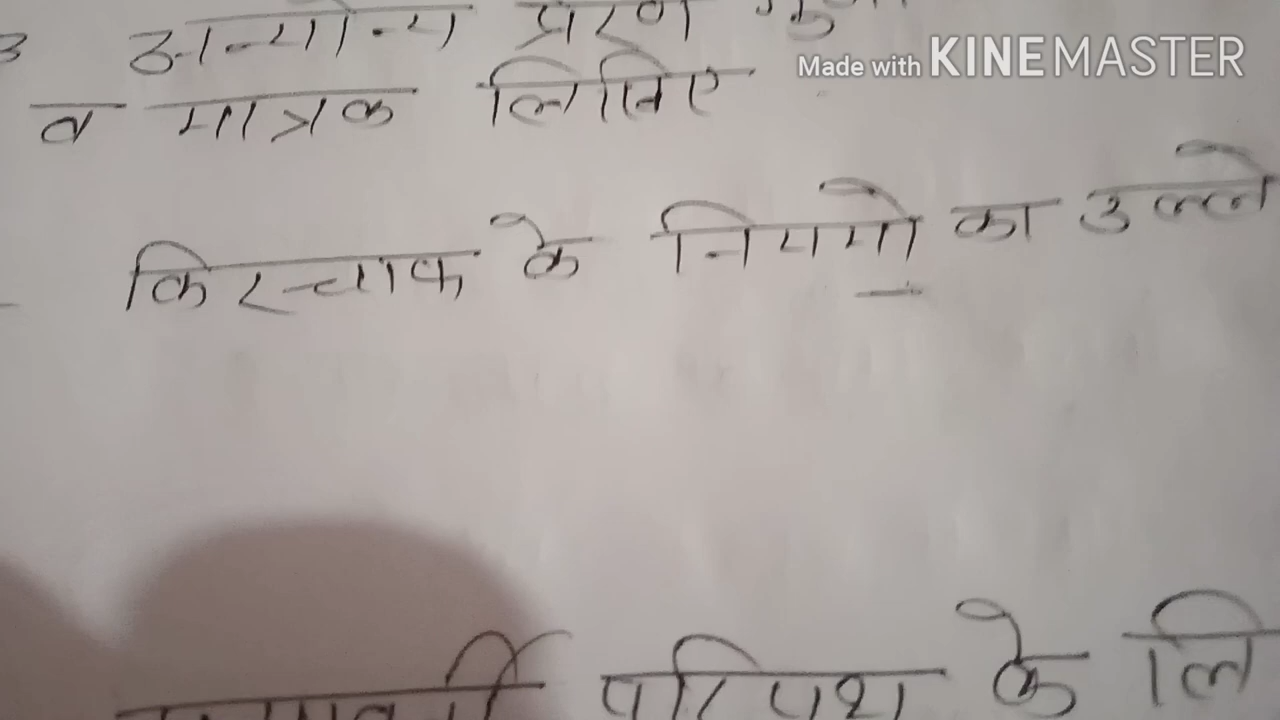 अन्योन्य प्रेरण
Made with KINEMASTER
व मात्रक लिखिए
किरचाफ के नियमो का उल्ले
परिपथ के लि